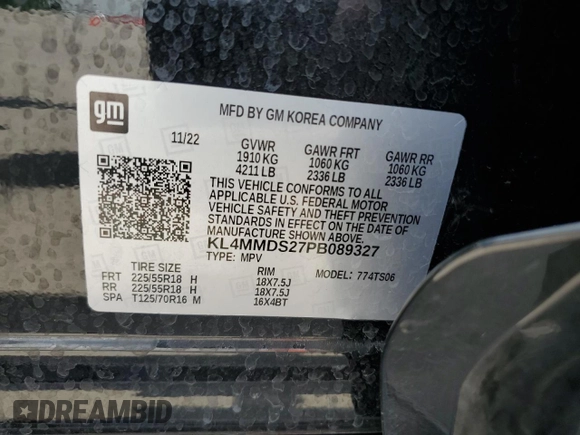 gm
MFD BY GM KOREA COMPANY
11/22 GVWR GAWR FRT GAWR RR
1910 KG 1060 KG 1060 KG
4211 LB 2336 LB 2336 LB
THIS VEHICLE CONFORMS TO ALL
APPLICABLE U.S. FEDERAL MOTOR
VEHICLE SAFETY AND THEFT PREVENTION
STANDARDS IN EFFECT ON THE DATE OF
MANUFACTURE SHOWN ABOVE.
KL4MMDS27PB089327
TYPE: MPV MODEL: 774TS06
TIRE SIZE RIM
FRT 225/55R18 H 18X7.5J
RR 225/55R18 H 18X7.5J
SPA T125/70R16 M 16X4BT
DREAMBID